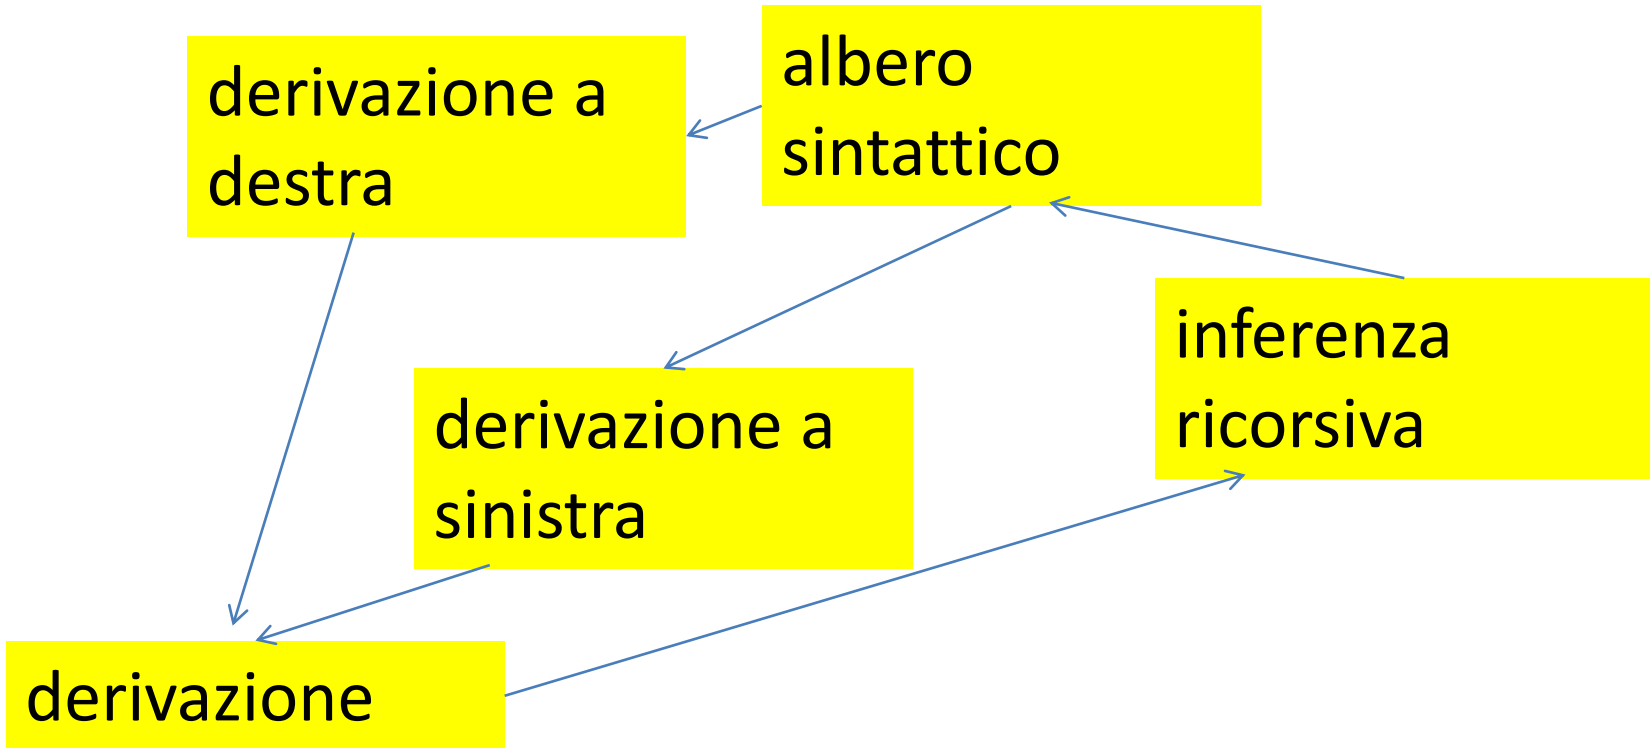 derivazione a
destra
albero
sintattico
inferenza
ricorsiva
derivazione a
sinistra
derivazione